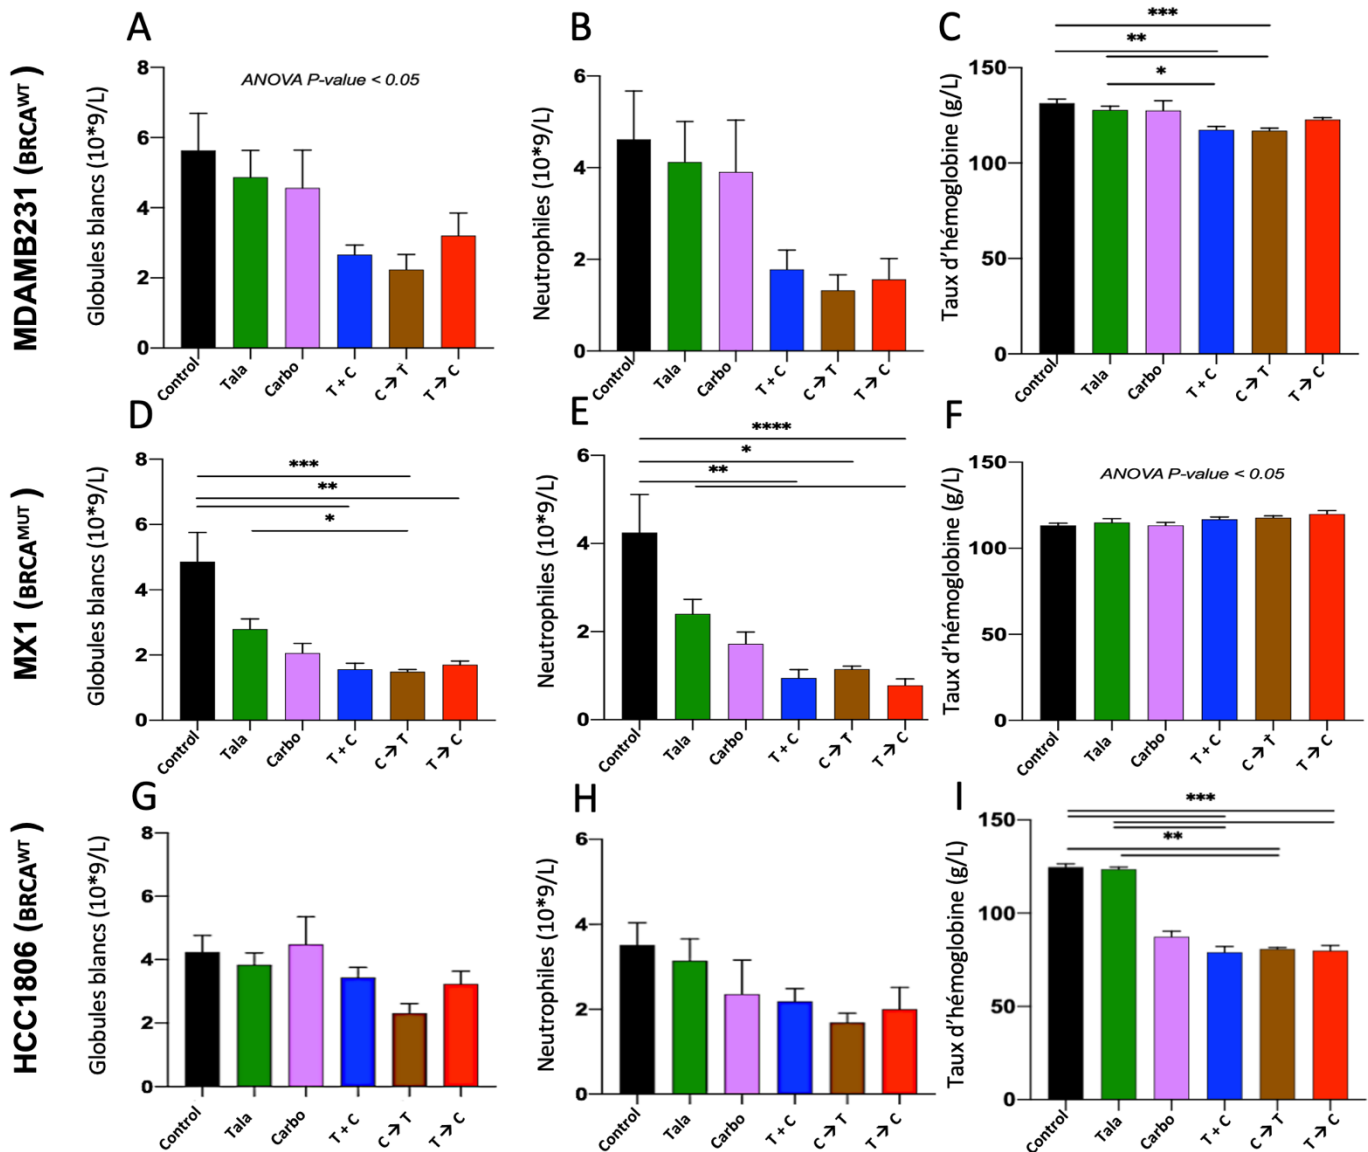 A
B
C
MDAMB231 (BRCAWT)
Globules blancs (10*9/L)
8
6
4
2
0
ANOVA P-value < 0.05
Control
Tala
Carbo
T + C
C → T
T → C
Neutrophiles (10*9/L)
6
4
2
0
Control
Tala
Carbo
T + C
C → T
T → C
Taux d'hémoglobine (g/L)
150
100
50
0
***
**
*
Control
Tala
Carbo
T + C
C → T
T → C
D
E
F
MX1 (BRCAMUT)
Globules blancs (10*9/L)
8
6
4
2
0
***
**
*
Control
Tala
Carbo
T + C
C → T
T → C
Neutrophiles (10*9/L)
6
4
2
0
****
*
**
Control
Tala
Carbo
T + C
C → T
T → C
Taux d'hémoglobine (g/L)
150
100
50
0
ANOVA P-value < 0.05
Control
Tala
Carbo
T + C
C → T
T → C
G
H
I
HCC1806 (BRCAWT)
Globules blancs (10*9/L)
8
6
4
2
0
Control
Tala
Carbo
T + C
C → T
T → C
Neutrophiles (10*9/L)
6
4
2
0
Control
Tala
Carbo
T + C
C → T
T → C
Taux d'hémoglobine (g/L)
150
100
50
0
***
**
Control
Tala
Carbo
T + C
C → T
T → C